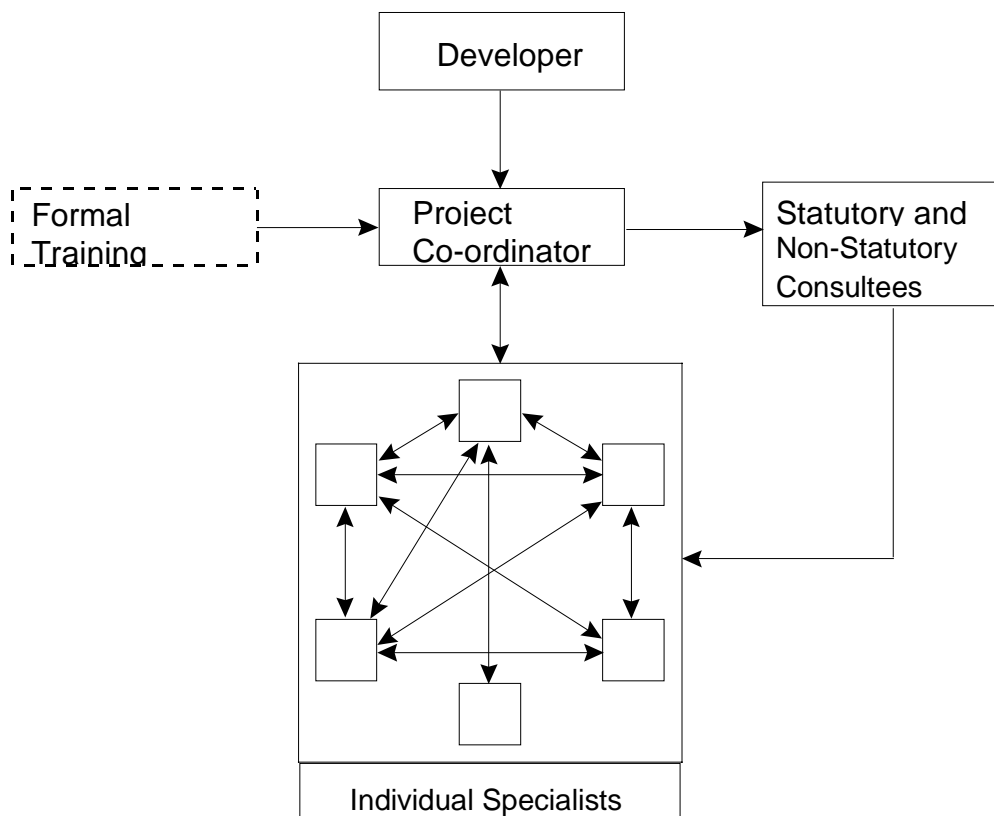 Developer
Formal
Training
Project
Co-ordinator
Statutory and
Non-Statutory
Consultees
Individual Specialists